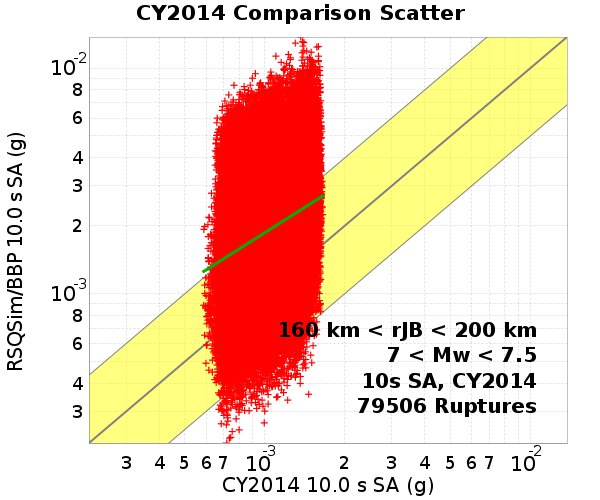 CY2014 Comparison Scatter
RSQSim/BBP 10.0 s SA (g)
10-2
8
6
4
3
2
10-3
8
6
4
3
160 km < rJB < 200 km
7 < Mw < 7.5
10s SA, CY2014
79506 Ruptures
3 4 5 6 7 10-3 2 3 4 5 6 7 10-2
CY2014 10.0 s SA (g)